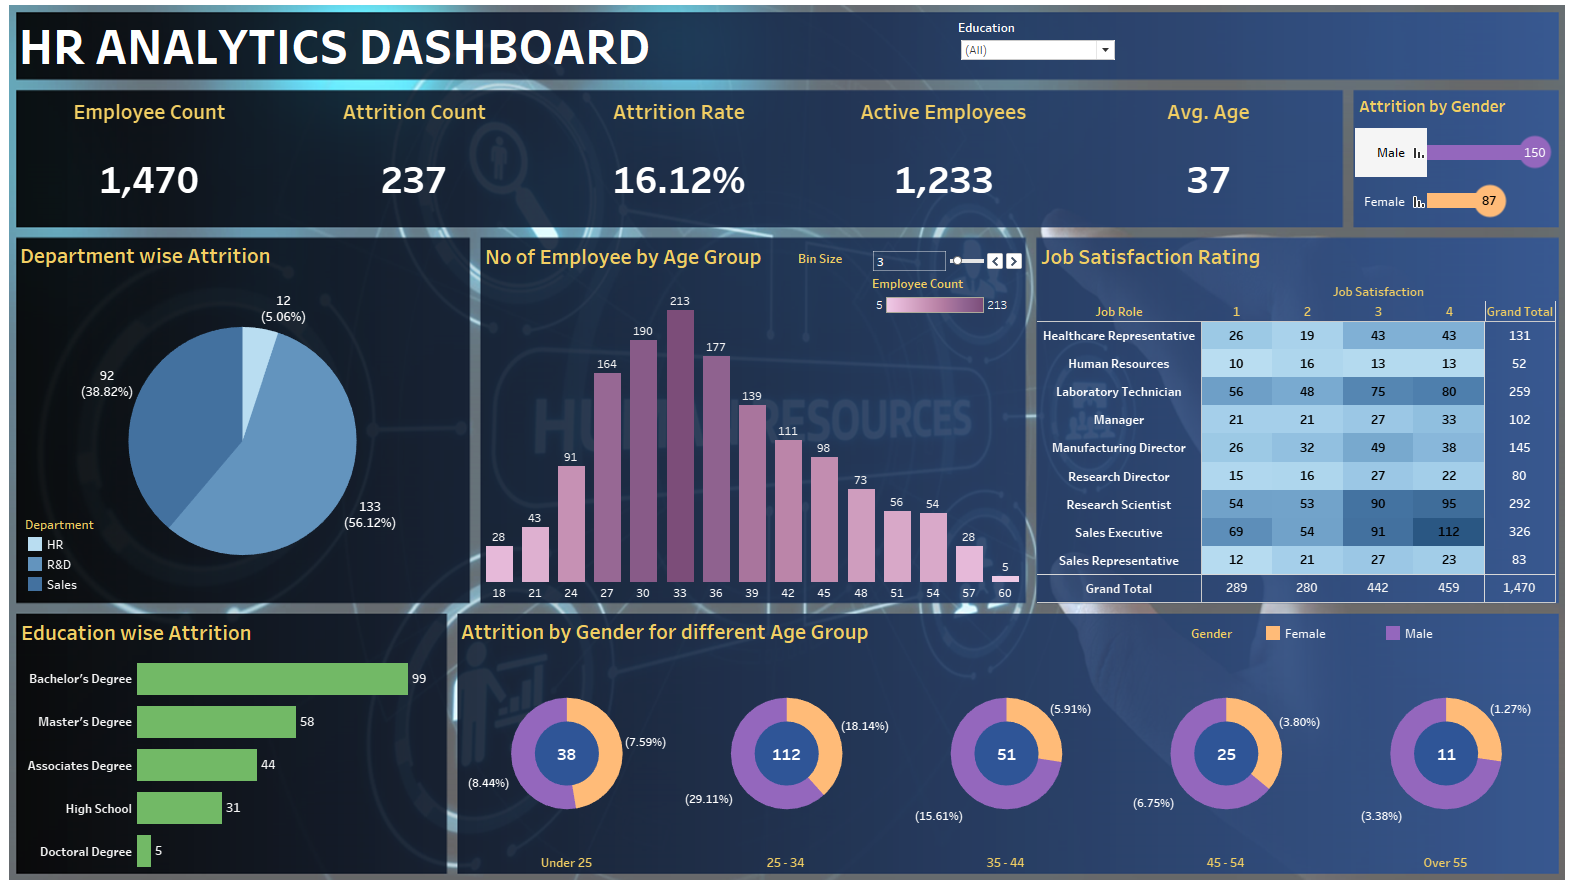 HR ANALYTICS DASHBOARD
Education
(All)
Employee Count
Attrition Count
Attrition Rate
Active Employees
Avg. Age
1,470
237
16.12%
1,233
37
Attrition by Gender
Male 150
Female 87
Department wise Attrition
12
(5.06%)
92
(38.82%)
133
(56.12%)
Department
HR
R&D
Sales
No of Employee by Age Group
Bin Size
3
Employee Count
5 213
28 43 91 164 190 213 177 139 111 98 73 56 54 28 5
18 21 24 27 30 33 36 39 42 45 48 51 54 57 60
HUMAN RESOURCES
Job Satisfaction Rating
Job Satisfaction
Job Role 1 2 3 4 Grand Total
Healthcare Representative 26 19 43 43 131
Human Resources 10 16 13 13 52
Laboratory Technician 56 48 75 80 259
Manager 21 21 27 33 102
Manufacturing Director 26 32 49 38 145
Research Director 15 16 27 22 80
Research Scientist 54 53 90 95 292
Sales Executive 69 54 91 112 326
Sales Representative 12 21 27 23 83
Grand Total 289 280 442 459 1,470
Education wise Attrition
Bachelor's Degree 99
Master's Degree 58
Associates Degree 44
High School 31
Doctoral Degree 5
Attrition by Gender for different Age Group
Gender Female Male
38 (7.59%) (8.44%)
112 (18.14%) (29.11%)
51 (5.91%) (15.61%)
25 (3.80%) (6.75%)
11 (1.27%) (3.38%)
Under 25 25 - 34 35 - 44 45 - 54 Over 55